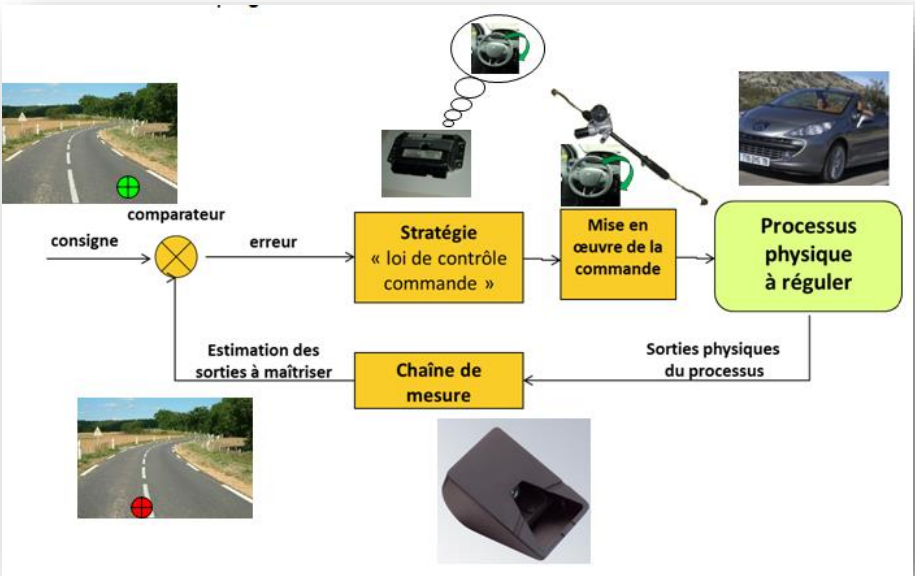 comparateur
consigne
erreur
Stratégie
« loi de contrôle
commande »
Mise en
œuvre de la
commande
Processus
physique
à réguler
Estimation des
sorties à maîtriser
Chaîne de
mesure
Sorties physiques
du processus